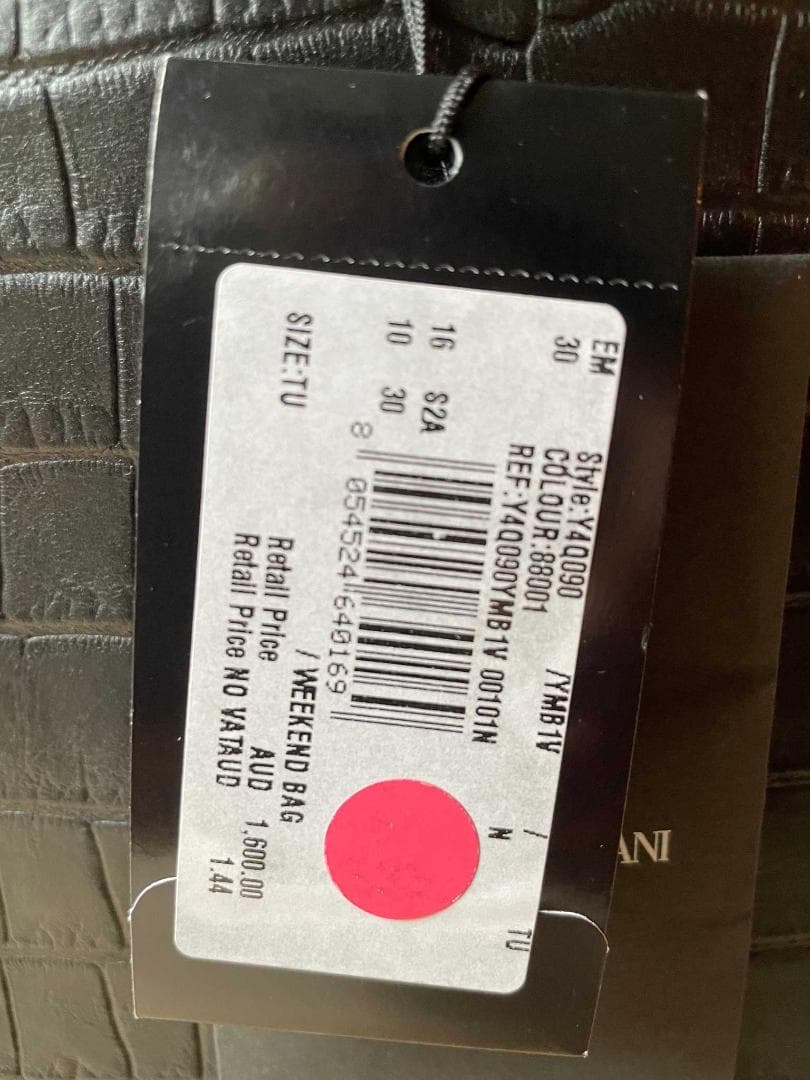 EM Style:Y4Q090 /YMB1V / TU
30 COLOUR:88001
REF:Y4Q090YMB1V 00101N N
16 S2A
10 30
8 054524 640169
/ WEEKEND BAG
SIZE:TU
Retail Price AUD 1,600.00
Retail Price NO VATAUD 1.44
ANI